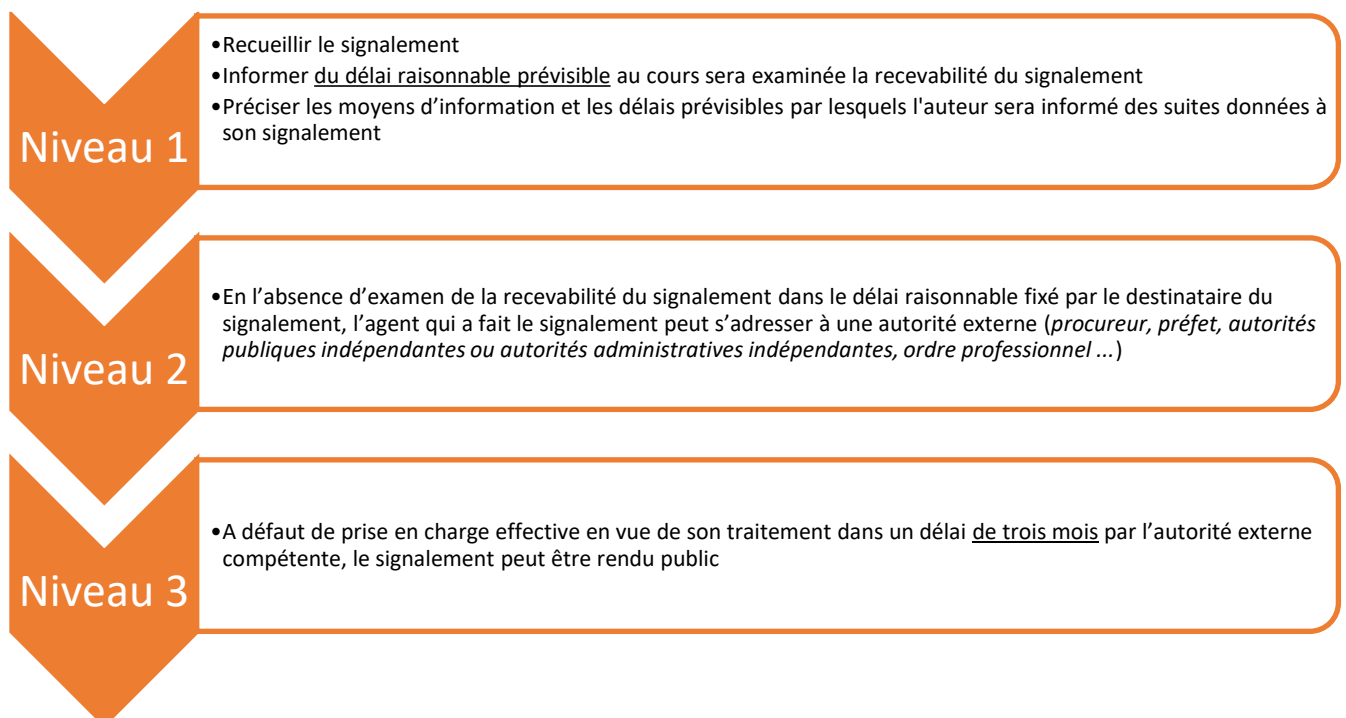 Niveau 1
•Recueillir le signalement
•Informer du délai raisonnable prévisible au cours sera examinée la recevabilité du signalement
•Préciser les moyens d’information et les délais prévisibles par lesquels l'auteur sera informé des suites données à
son signalement
Niveau 2
•En l’absence d’examen de la recevabilité du signalement dans le délai raisonnable fixé par le destinataire du
signalement, l’agent qui a fait le signalement peut s’adresser à une autorité externe (procureur, préfet, autorités
publiques indépendantes ou autorités administratives indépendantes, ordre professionnel ...)
Niveau 3
•A défaut de prise en charge effective en vue de son traitement dans un délai de trois mois par l’autorité externe
compétente, le signalement peut être rendu public